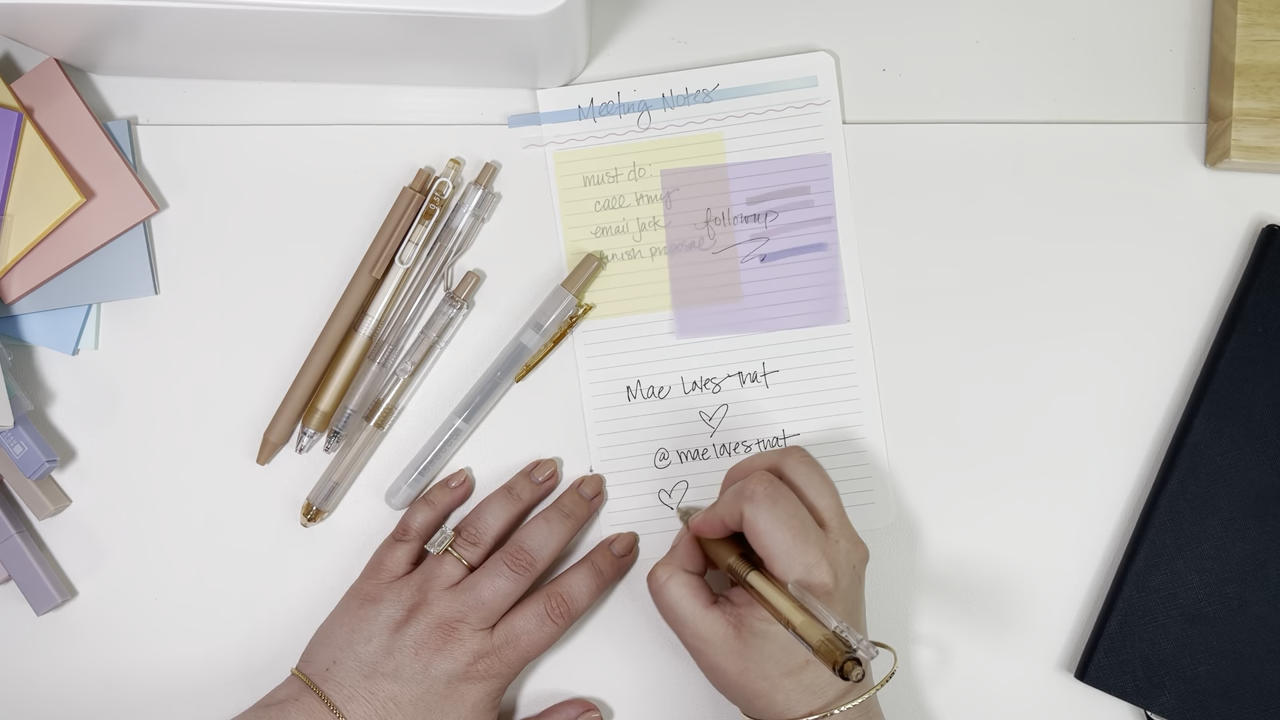 Meeting Notes
must do:
call Amy
email jack
finish proposal
followup
Mae loves that
@maelovesthat